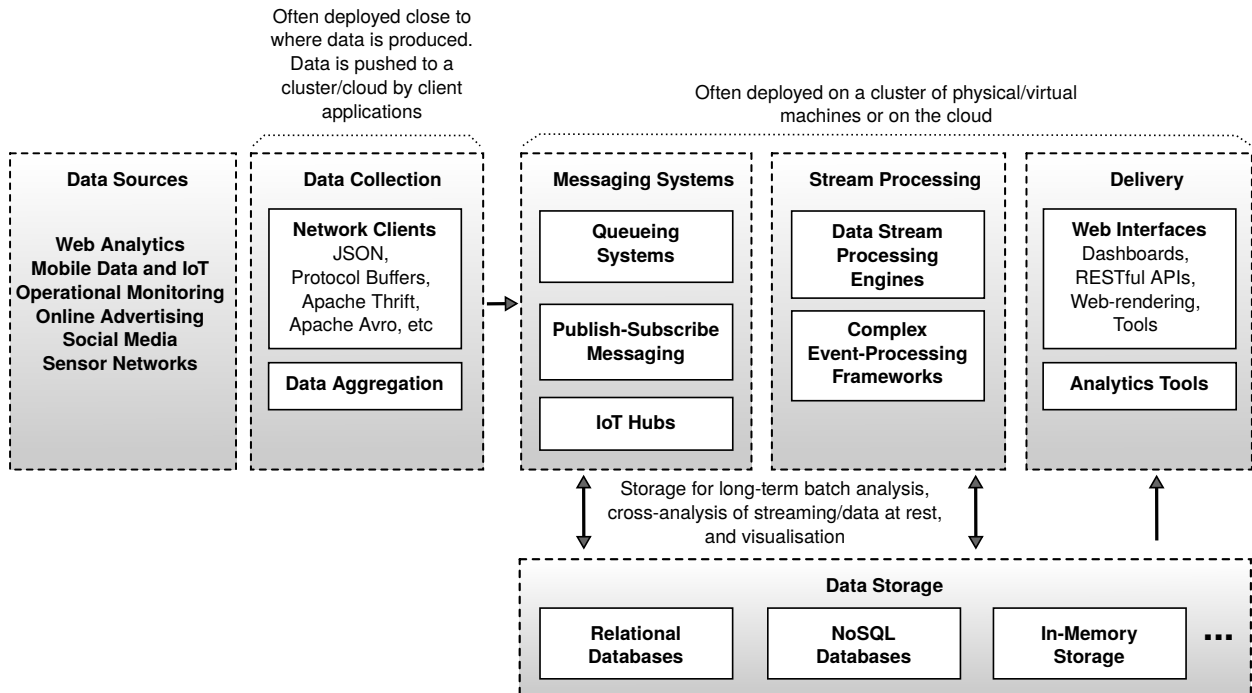 Often deployed close to
where data is produced.
Data is pushed to a
cluster/cloud by client
applications
Often deployed on a cluster of physical/virtual
machines or on the cloud
Data Sources
Web Analytics
Mobile Data and IoT
Operational Monitoring
Online Advertising
Social Media
Sensor Networks
Data Collection
Network Clients
JSON,
Protocol Buffers,
Apache Thrift,
Apache Avro, etc
Data Aggregation
Messaging Systems
Queueing
Systems
Publish-Subscribe
Messaging
IoT Hubs
Stream Processing
Data Stream
Processing
Engines
Complex
Event-Processing
Frameworks
Delivery
Web Interfaces
Dashboards,
RESTful APIs,
Web-rendering,
Tools
Analytics Tools
Storage for long-term batch analysis,
cross-analysis of streaming/data at rest,
and visualisation
Data Storage
Relational
Databases
NoSQL
Databases
In-Memory
Storage
...